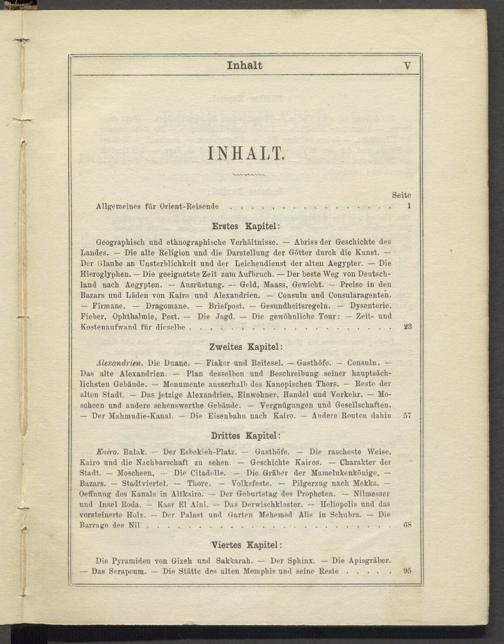 Inhalt V
INHALT.
Seite
Allgemeines für Orient-Reisende . . . . . . . . . . . . . . . . 1
Erstes Kapitel:
Geographisch und ethnographische Verhältnisse. — Abriss der Geschichte des
Landes. — Die alte Religion und die Darstellung der Götter durch die Kunst. —
Der Glaube an Unsterblichkeit und der Leichendienst der alten Aegypter. — Die
Hieroglyphen. — Die geeignetste Zeit zum Aufbruch. — Der beste Weg von Deutsch-
land nach Aegypten. — Ausrüstung. — Geld, Maass, Gewicht. — Preise in den
Bazars und Läden von Kairo und Alexandrien. — Consuln und Consularagenten.
— Firmane. — Dragomane. — Briefpost. — Gesundheitsregeln. — Dysenterie,
Fieber, Ophthalmie, Pest. — Die Jagd. — Die gewöhnliche Tour: — Zeit- und
Kostenaufwand für dieselbe . . . . . . . . . . . . . . . . . . . 23
Zweites Kapitel:
Alexandrien. Die Duane. — Fiaker und Reitesel. — Gasthöfe. — Consuln. —
Das alte Alexandrien. — Plan desselben und Beschreibung seiner hauptsäch-
lichsten Gebäude. — Monumente ausserhalb des Kanopischen Thors. — Reste der
alten Stadt. — Das jetzige Alexandrien, Einwohner, Handel und Verkehr. — Mo-
scheen und andere sehenswerthe Gebäude. — Vergnügungen und Gesellschaften.
— Der Mahmudie-Kanal. — Die Eisenbahn nach Kairo. — Andere Routen dahin 57
Drittes Kapitel:
Kairo. Bulak. — Der Esbekieh-Platz. — Gasthöfe. — Die rascheste Weise,
Kairo und die Nachbarschaft zu sehen. — Geschichte Kairos. — Charakter der
Stadt. — Moscheen. — Die Citadelle. — Die Gräber der Mamelukenkönige. —
Bazars. — Stadtviertel. — Thore. — Volksfeste. — Pilgerzug nach Mekka. —
Oeffnung des Kanals in Altkairo. — Der Geburtstag des Propheten. — Nilmesser
und Insel Roda. — Kasr El Aini. — Das Derwischkloster. — Heliopolis und das
versteinerte Holz. — Der Palast und Garten Mehemed Alis in Schubra. — Die
Barrage des Nil . . . . . . . . . . . . . . . . . . . . . . . 68
Viertes Kapitel:
Die Pyramiden von Gizeh und Sakkarah. — Der Sphinx. — Die Apisgräber.
— Das Serapeum. — Die Stätte des alten Memphis und seine Reste . . . . . 95